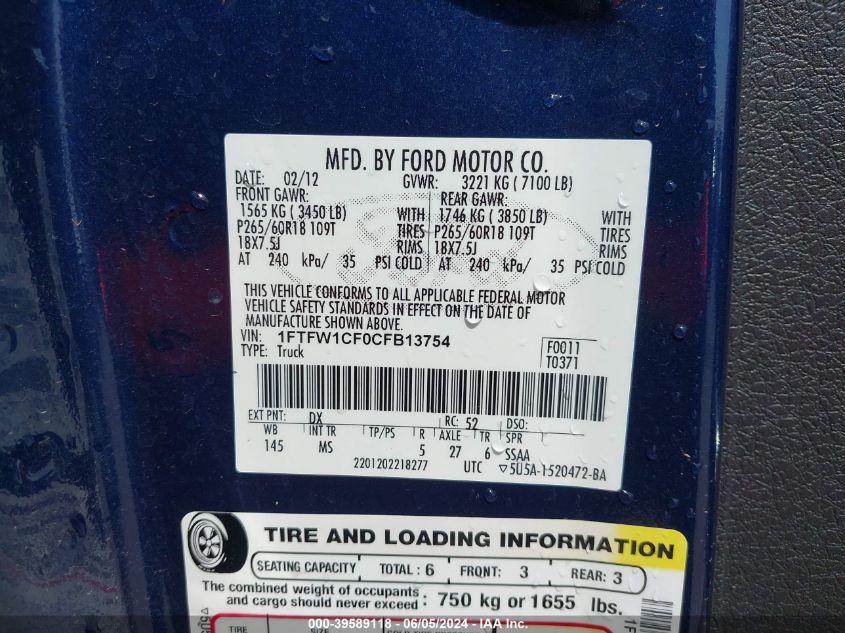 MFD. BY FORD MOTOR CO.
DATE: 02/12 GVWR: 3221 KG ( 7100 LB)
FRONT GAWR: REAR GAWR:
1565 KG ( 3450 LB) WITH 1746 KG ( 3850 LB) WITH
P265/60R18 109T TIRES P265/60R18 109T TIRES
18X7.5J RIMS 18X7.5J RIMS
AT 240 kPa/ 35 PSI COLD AT 240 kPa/ 35 PSI COLD
THIS VEHICLE CONFORMS TO ALL APPLICABLE FEDERAL MOTOR
VEHICLE SAFETY STANDARDS IN EFFECT ON THE DATE OF
MANUFACTURE SHOWN ABOVE.
VIN: 1FTFW1CF0CFB13754
TYPE: Truck
F0011
T0371
EXT PNT: DX RC: 52 DSO:
WB INT TR TP/PS R AXLE TR SPR
145 MS 5 27 6 SSAA
2201202218277 UTC ▽5U5A-1520472-BA
TIRE AND LOADING INFORMATION
SEATING CAPACITY TOTAL : 6 FRONT: 3 REAR: 3
The combined weight of occupants
and cargo should never exceed : 750 kg or 1655 lbs.
TIRE SIZE
000-39589118 - 06/05/2024 - IAA Inc.